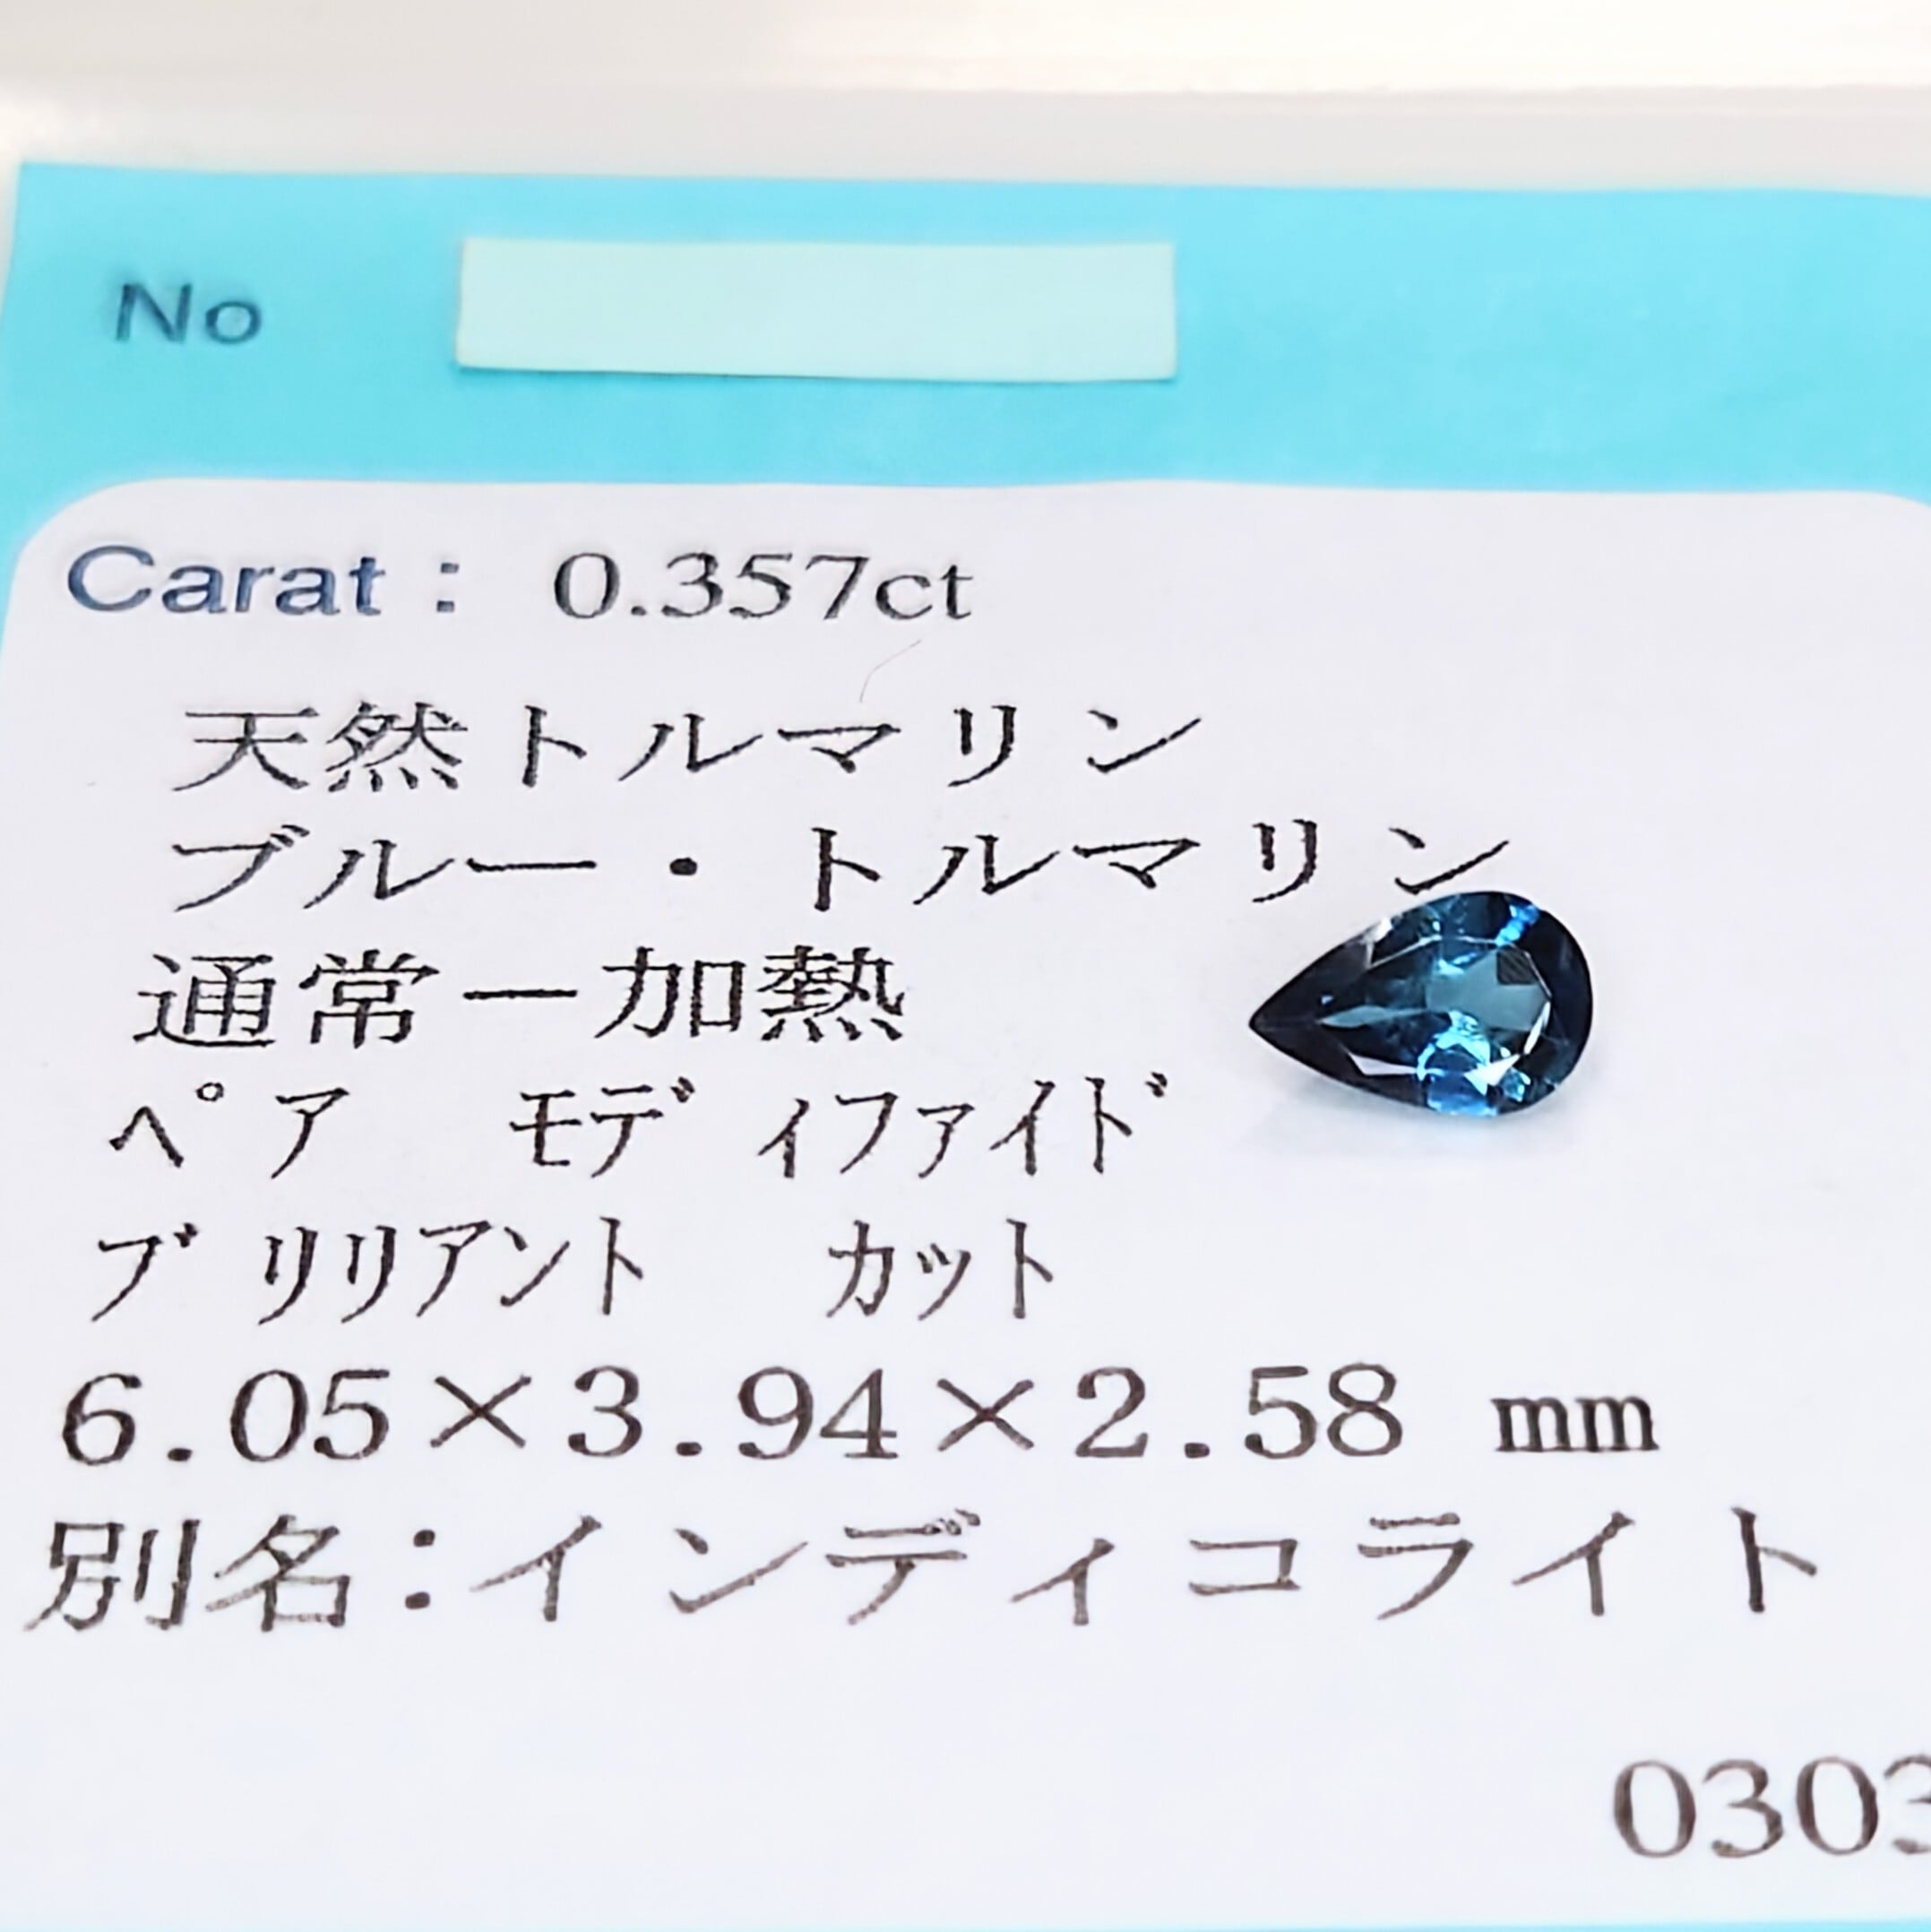 No
Carat : 0.357ct
天然トルマリン
ブルー・トルマリン
通常ー加熱
ペア モディファイド
ブリリアント カット
6.05×3.94×2.58 mm
別名:インディコライト
0303